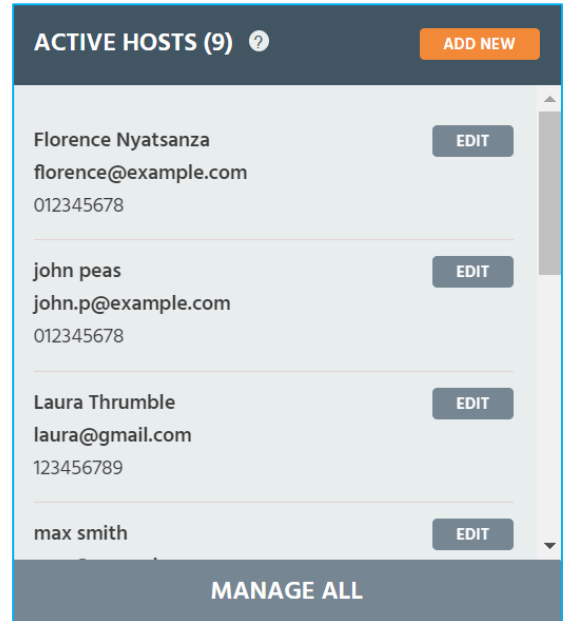 ACTIVE HOSTS (9) ?
ADD NEW
Florence Nyatsanza
EDIT
florence@example.com
012345678
john peas
EDIT
john.p@example.com
012345678
Laura Thrumble
EDIT
laura@gmail.com
123456789
max smith
EDIT
MANAGE ALL